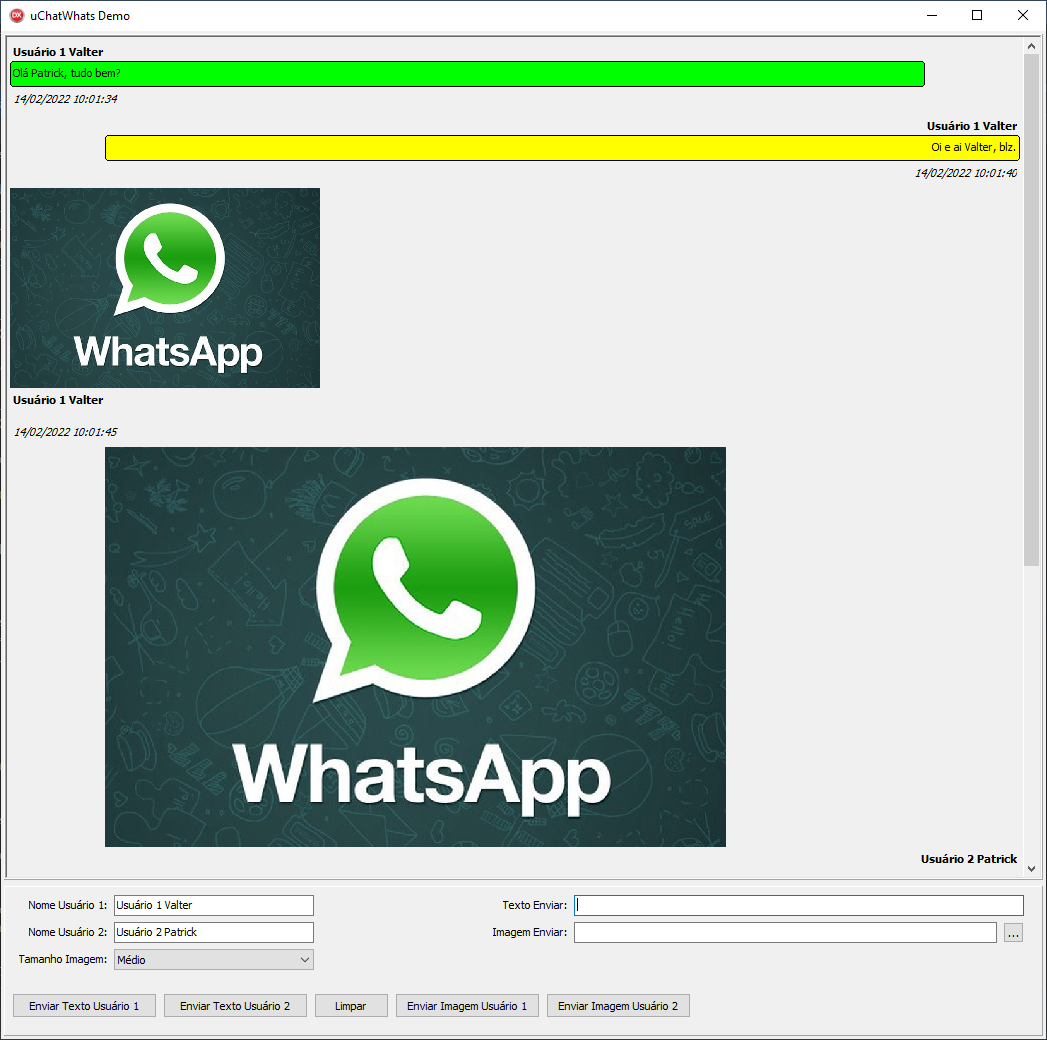 uChatWhats Demo
Usuário 1 Valter
Olá Patrick, tudo bem?
14/02/2022 10:01:34
Usuário 1 Valter
Oi e ai Valter, blz.
14/02/2022 10:01:40
WhatsApp
Usuário 1 Valter
14/02/2022 10:01:45
SALE
Hello
Hello!
WhatsApp
Usuário 2 Patrick
Nome Usuário 1: Usuário 1 Valter
Texto Enviar:
Nome Usuário 2: Usuário 2 Patrick
Imagem Enviar:
...
Tamanho Imagem: Médio
Enviar Texto Usuário 1
Enviar Texto Usuário 2
Limpar
Enviar Imagem Usuário 1
Enviar Imagem Usuário 2